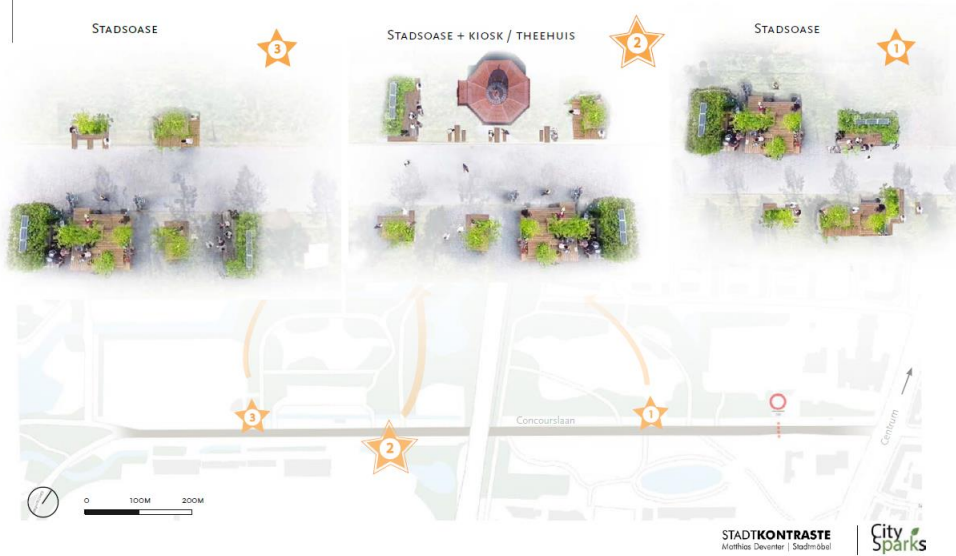 STADSOASE
3
STADSOASE + KIOSK / THEEHUIS
2
STADSOASE
1
3
2
1
Concourslaan
Centrum
0 100M 200M
STADTKONTRASTE
Matthias Deventer | Stadtmöbel
City
Sparks